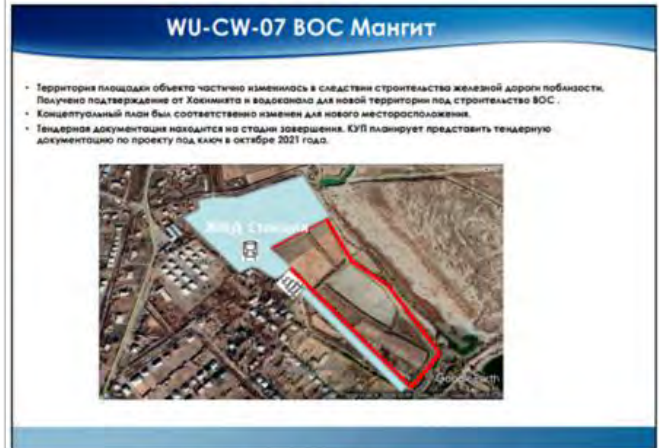 WU-CW-07 ВОС Мангит
• Территория площадки объекта частично изменилась в следствии строительства железной дороги поблизости.
Получено подтверждение от Хокимията и водоканала для новой территории под строительство ВОС .
• Концептуальный план был соответственно изменен для нового месторасположения.
• Тендерная документация находится на стадии завершения. КУП планирует представить тендерную
документацию по проекту под ключ в октябре 2021 года.
Ж/Д Станция
Google Earth